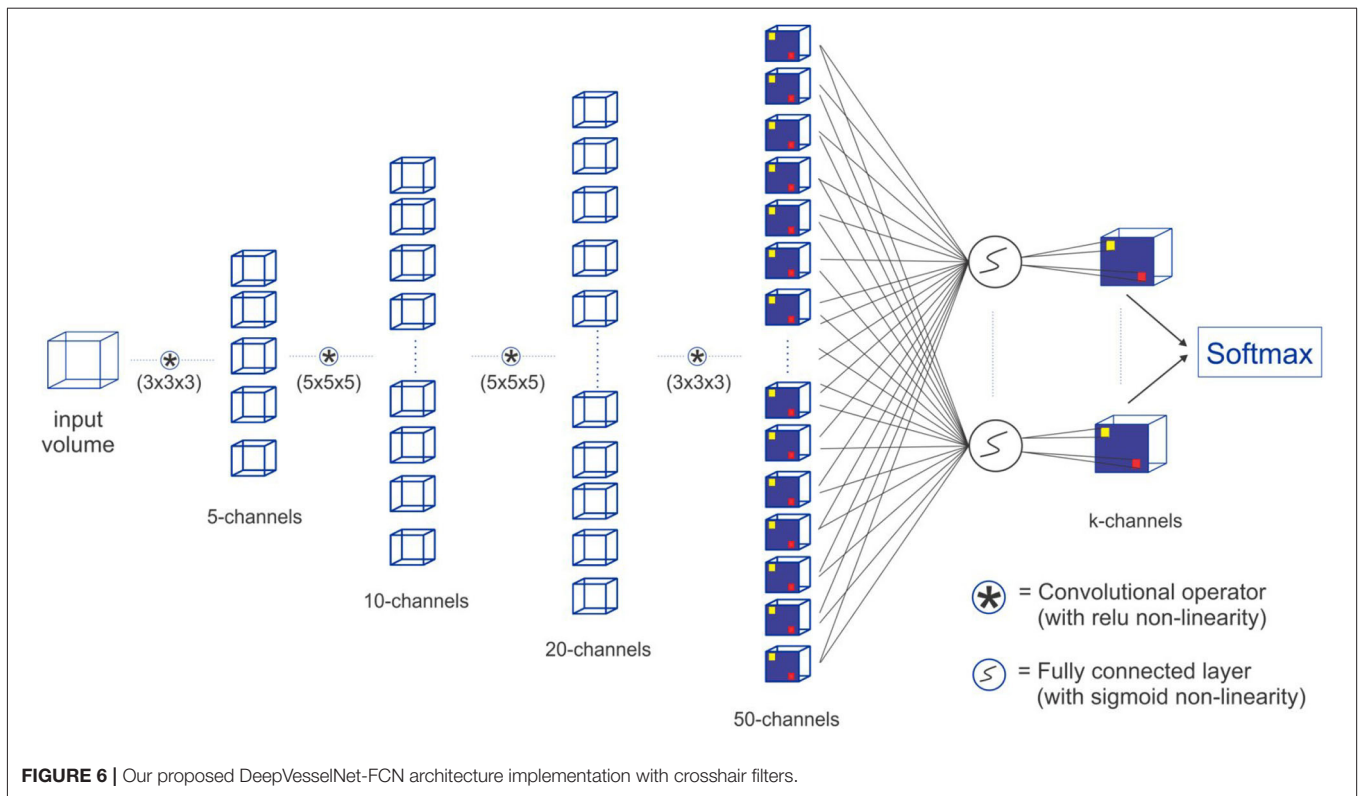 input
volume
(3x3x3)
5-channels
(5x5x5)
10-channels
(5x5x5)
20-channels
(3x3x3)
50-channels
k-channels
Softmax
* = Convolutional operator
(with relu non-linearity)
S = Fully connected layer
(with sigmoid non-linearity)
FIGURE 6 | Our proposed DeepVesselNet-FCN architecture implementation with crosshair filters.